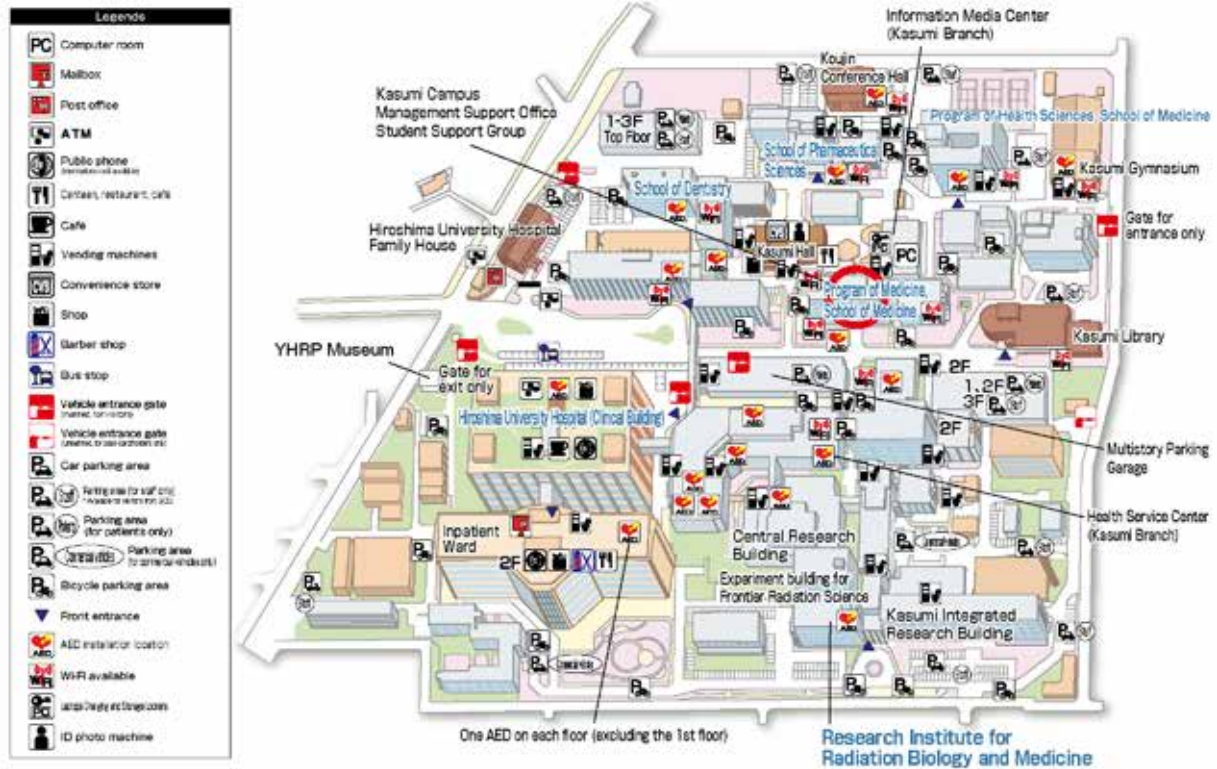 Legends
PC Computer room
Mailbox
Post office
ATM
Public phone
Canteen, restaurant, cafe
Café
Vending machines
Convenience store
Shop
Barber shop
Bus stop
Vehicle entrance gate
Vehicle entrance gate
Car parking area
Parking area for staff only
Parking area
(for patient's only)
Parking area
Bicycle parking area
Front entrance
AED installation location
Wi-Fi available
ID photo machine
Information Media Center
(Kasumi Branch)
Koujin
Conference Hall
Kasumi Campus
Management Support Office
Student Support Group
1-3F
Top Floor
Program of Health Sciences, School of Medicine
School of Pharmaceutical
Sciences
Kasumi Gymnasium
School of Dentistry
Hiroshima University Hospital
Family House
Kasumi Hall
PC
Gate for
entrance only
Program of Medicine,
School of Medicine
Kasumi Library
YHRP Museum
Gate for
exit only
2F
1, 2F
3F
Hiroshima University Hospital (Clinical Building)
2F
Multistory Parking
Garage
Inpatient
Ward
2F
Central Research
Building
Health Service Center
(Kasumi Branch)
Experiment building for
Frontier Radiation Science
Kasumi Integrated
Research Building
One AED on each floor (excluding the 1st floor)
Research Institute for
Radiation Biology and Medicine